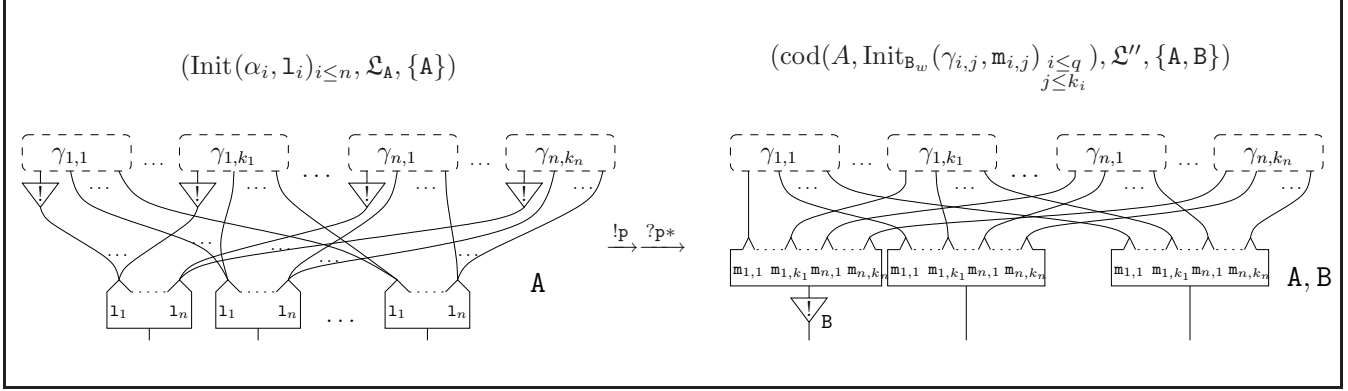 (Init(αᵢ, lᵢ)ᵢ≤ₙ, 𝔏_A, {A})
(cod(A, Init_{B_w}(γ_{i,j}, m_{i,j})_{i≤q, j≤k_i}), 𝔏'', {A, B})
γ_{1,1} ... γ_{1,k_1} ... γ_{n,1} ... γ_{n,k_n}
γ_{1,1} ... γ_{1,k_1} ... γ_{n,1} ... γ_{n,k_n}
! ... ! ... ! ... ! ...
... ... ... ...
... ... ... ...
!p ?p*
l_1 ..... l_n l_1 ..... l_n ... l_1 ..... l_n A
m_{1,1} m_{1,k_1} m_{n,1} m_{n,k_n} m_{1,1} m_{1,k_1} m_{n,1} m_{n,k_n} m_{1,1} m_{1,k_1} m_{n,1} m_{n,k_n} A, B
! B